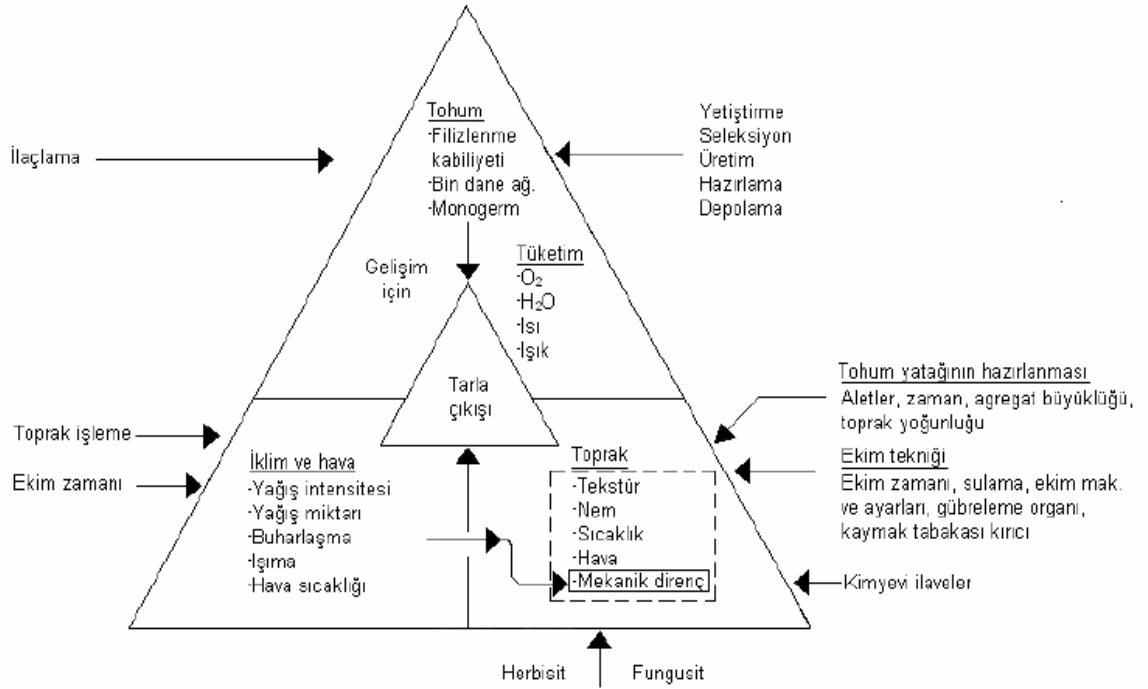 Tohum
-Filizlenme
kabiliyeti
-Bin dane ağ.
-Monogerm
Yetiştirme
Seleksiyon
Üretim
Hazırlama
Depolama
İlaçlama
Gelişim
için
Tüketim
-O₂
-H₂O
-Isı
-Işık
Tarla
çıkışı
Tohum yatağının hazırlanması
Aletler, zaman, agregat büyüklüğü,
toprak yoğunluğu
Toprak işleme
Ekim zamanı
İklim ve hava
-Yağış intensitesi
-Yağış miktarı
-Buharlaşma
-Işıma
-Hava sıcaklığı
Toprak
-Tekstür
-Nem
-Sıcaklık
-Hava
-Mekanik direnç
Ekim tekniği
Ekim zamanı, sulama, ekim mak.
ve ayarları, gübreleme organı,
kaymak tabakası kırıcı
Kimyevi ilaveler
Herbisit
Fungusit